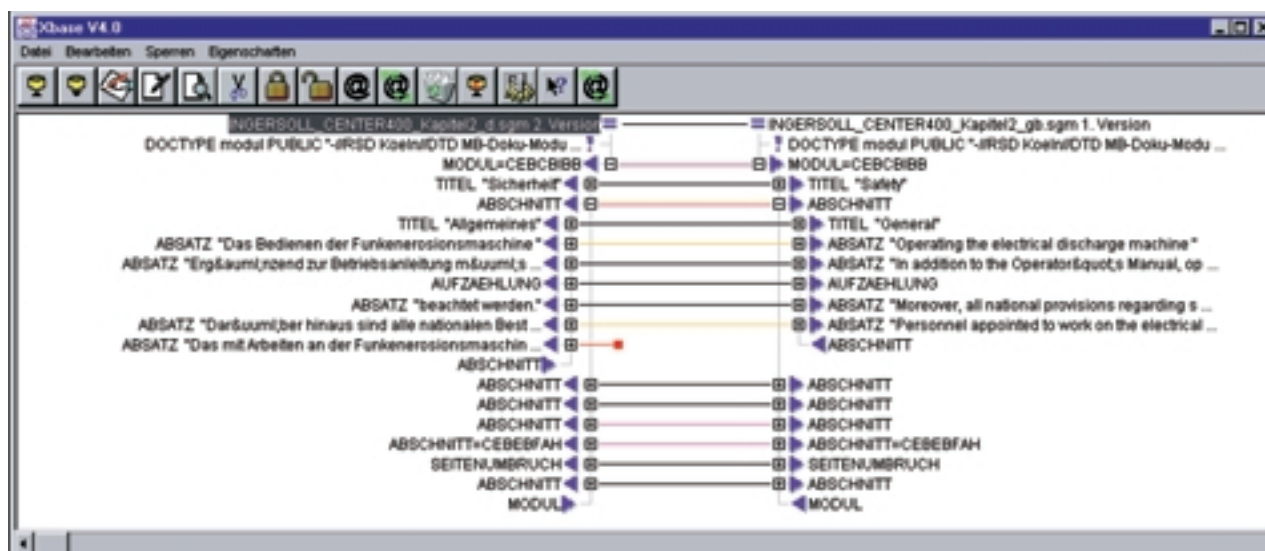 Xbase V4.0
Datei Bearbeiten Sperren Eigenschaften
INGERSOLL_CENTER400_Kapitel2_d.sgm 2. Version INGERSOLL_CENTER400_Kapitel2_gb.sgm 1. Version
DOCTYPE modul PUBLIC "-//RSD Koeln//DTD MB-Doku-Modu ... DOCTYPE modul PUBLIC "-//RSD Koeln//DTD MB-Doku-Modu ...
MODUL=CEBCBIBB MODUL=CEBCBIBB
TITEL "Sicherheit" TITEL "Safety"
ABSCHNITT ABSCHNITT
TITEL "Allgemeines" TITEL "General"
ABSATZ "Das Bedienen der Funkenerosionsmaschine" ABSATZ "Operating the electrical discharge machine"
ABSATZ "Erg&auml;nzend zur Betriebsanleitung m&uuml;s ... ABSATZ "In addition to the Operator&quot;s Manual, op ...
AUFZAEHLUNG AUFZAEHLUNG
ABSATZ "beachtet werden." ABSATZ "Moreover, all national provisions regarding s ...
ABSATZ "Dar&uuml;ber hinaus sind alle nationalen Best ... ABSATZ "Personnel appointed to work on the electrical ...
ABSATZ "Das mit Arbeiten an der Funkenerosionsmaschin ... ABSCHNITT
ABSCHNITT
ABSCHNITT ABSCHNITT
ABSCHNITT ABSCHNITT
ABSCHNITT ABSCHNITT
ABSCHNITT=CEBEBFAH ABSCHNITT=CEBEBFAH
SEITENUMBRUCH SEITENUMBRUCH
ABSCHNITT ABSCHNITT
MODUL MODUL